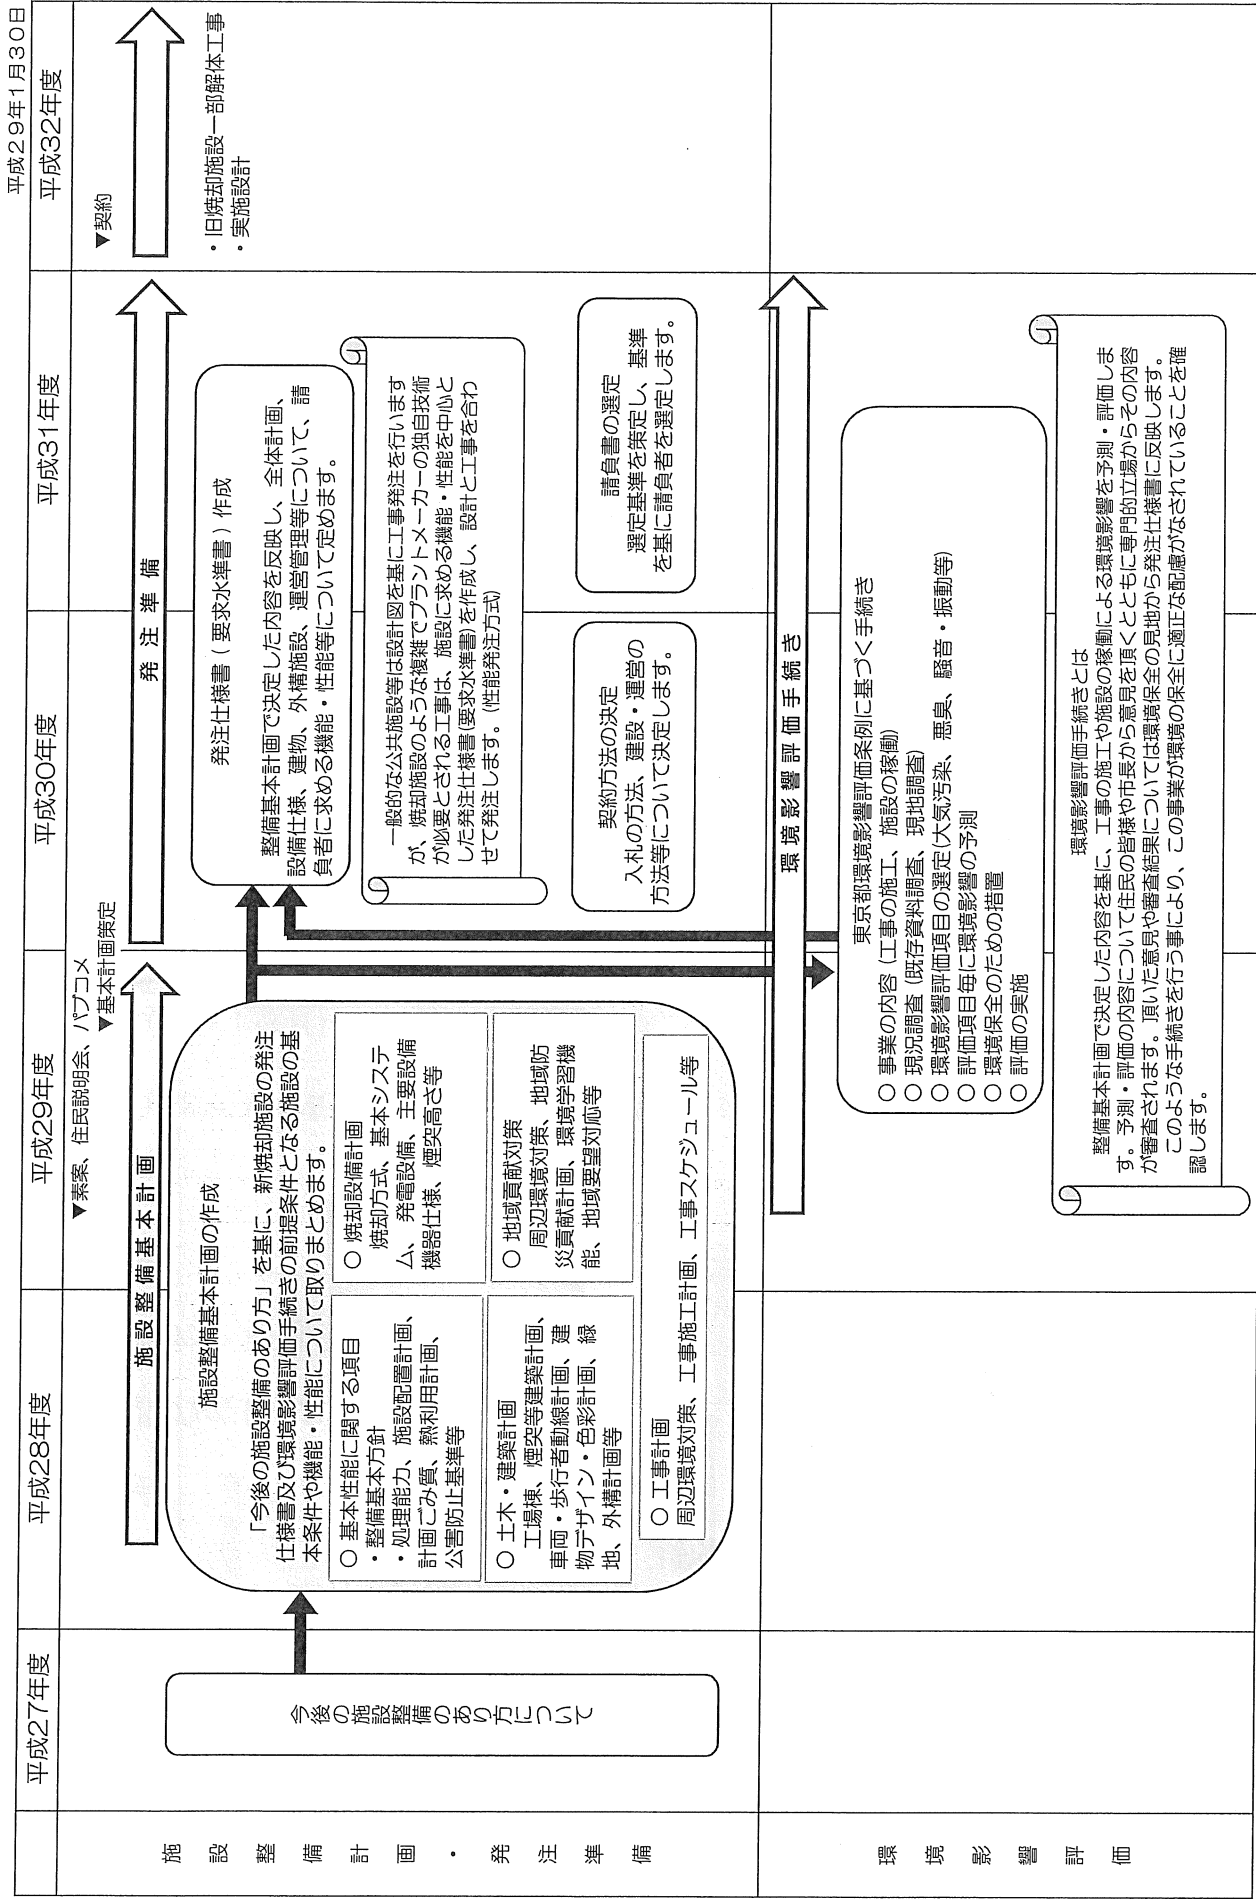 平成29年1月30日
平成27年度
平成28年度
平成29年度
平成30年度
平成31年度
平成32年度
施設整備計画・発注準備
今後の施設整備のあり方について
▼素案、住民説明会、パブコメ
▼基本計画策定
施設整備基本計画
施設整備基本計画の作成
「今後の施設整備のあり方」を基に、新焼却施設の発注
仕様書及び環境影響評価手続きの前提条件となる施設の基
本条件や機能・性能について取りまとめます。
○ 基本性能に関する項目
・整備基本方針
・処理能力、施設配置計画、
計画ごみ質、熱利用計画、
公害防止基準等
○ 焼却設備計画
焼却方式、基本システ
ム、発電設備、主要設備
機器仕様、煙突高さ等
○ 土木・建築計画
工場棟、煙突等建築計画、
車両・歩行者動線計画、建
物デザイン・色彩計画、緑
地、外構計画等
○ 地域貢献対策
周辺環境対策、地域防
災貢献計画、環境学習機
能、地域要望対応等
○ 工事計画
周辺環境対策、工事施工計画、工事スケジュール等
発注準備
発注仕様書(要求水準書)作成
整備基本計画で決定した内容を反映し、全体計画、
設備仕様、建物、外構施設、運営管理等について、請
負者に求める機能・性能等について定めます。
一般的な公共施設等は設計図を基に工事発注を行います
が、焼却施設のような複雑でプラントメーカーの独自技術
が必要とされる工事は、施設に求める機能・性能を中心と
した発注仕様書(要求水準書)を作成し、設計と工事を合わ
せて発注します。(性能発注方式)
契約方法の決定
入札の方法、建設・運営の
方法等について決定します。
請負書の選定
選定基準を策定し、基準
を基に請負者を選定します。
▼契約
・旧焼却施設一部解体工事
・実施設計
環境影響評価
環境影響評価手続き
東京都環境影響評価条例に基づく手続き
○ 事業の内容(工事の施工、施設の稼働)
○ 現況調査(既存資料調査、現地調査)
○ 環境影響評価項目の選定(大気汚染、悪臭、騒音・振動等)
○ 評価項目毎に環境影響の予測
○ 環境保全のための措置
○ 評価の実施
環境影響評価手続きとは
整備基本計画で決定した内容を基に、工事の施工や施設の稼働による環境影響を予測・評価しま
す。予測・評価の内容について住民の皆様や市長から意見を頂くとともに専門的立場からその内容
が審査されます。頂いた意見や審査結果については環境保全の見地から発注仕様書に反映します。
このような手続きを行う事により、この事業が環境の保全に適正な配慮がなされていることを確
認します。